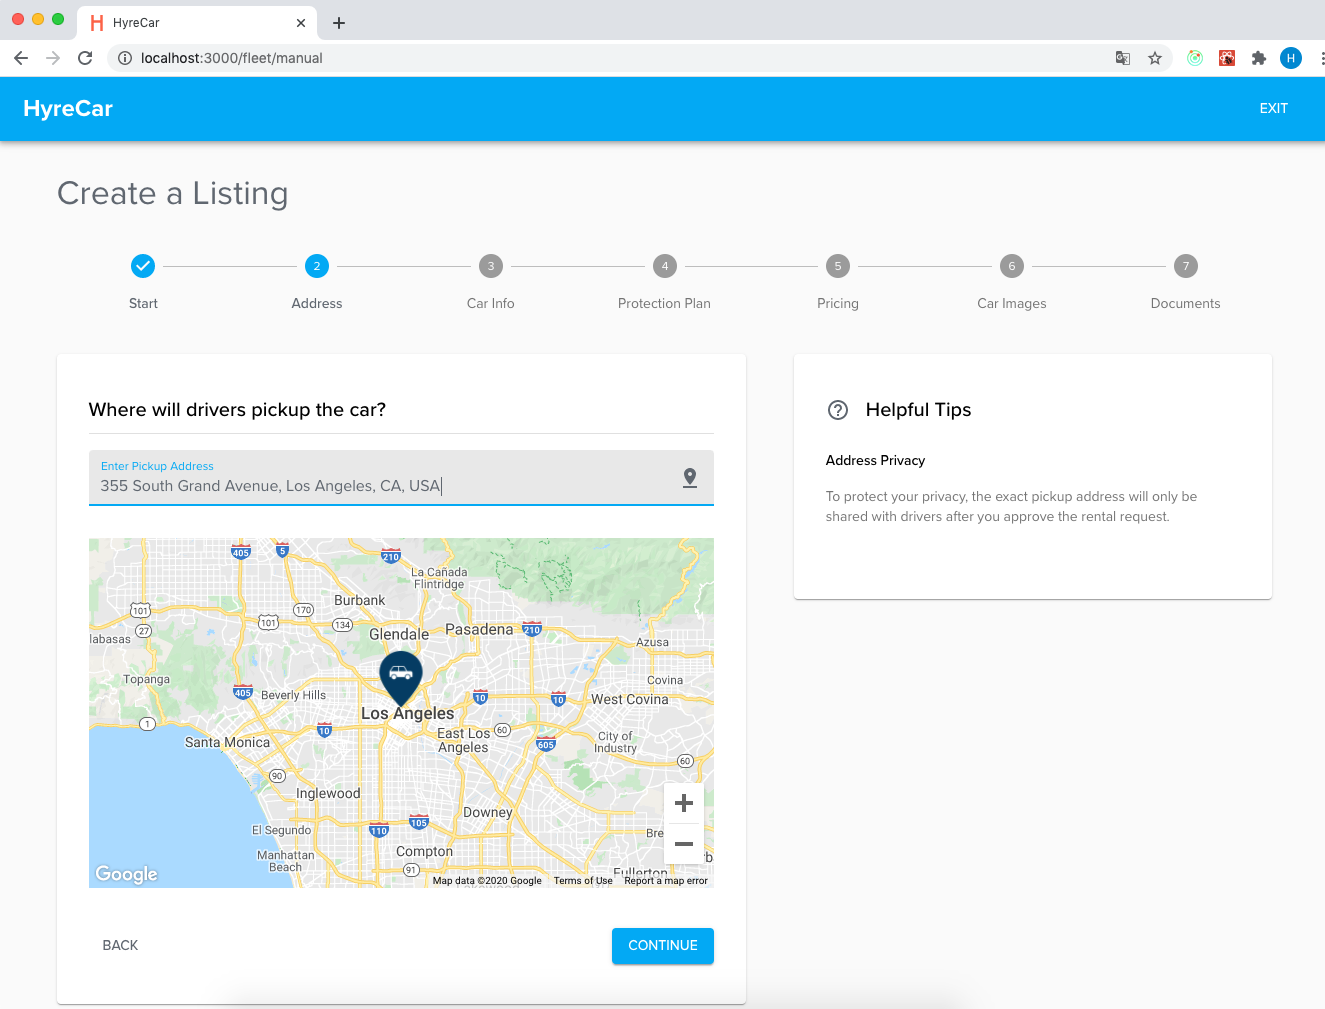 HyreCar
localhost:3000/fleet/manual
H
HyreCar
EXIT
Create a Listing
2
3
4
5
6
7
Start
Address
Car Info
Protection Plan
Pricing
Car Images
Documents
Where will drivers pickup the car?
Enter Pickup Address
355 South Grand Avenue, Los Angeles, CA, USA
405
5
210
La Cañada
Flintridge
Burbank
101
170
101
134
27
labasas
Glendale
Pasadena
210
Azusa
Topanga
405
Beverly Hills
10
10
Covina
West Covina
Los Angeles
1
10
Santa Monica
East Los
Angeles
60
605
City of
Industry
60
90
Inglewood
Downey
El Segundo
110
105
Bre
Manhattan
Beach
Compton
91
rb
Fullerton
Lakewood
Google
Map data ©2020 Google
Terms of Use
Report a map error
BACK
CONTINUE
Helpful Tips
Address Privacy
To protect your privacy, the exact pickup address will only be
shared with drivers after you approve the rental request.